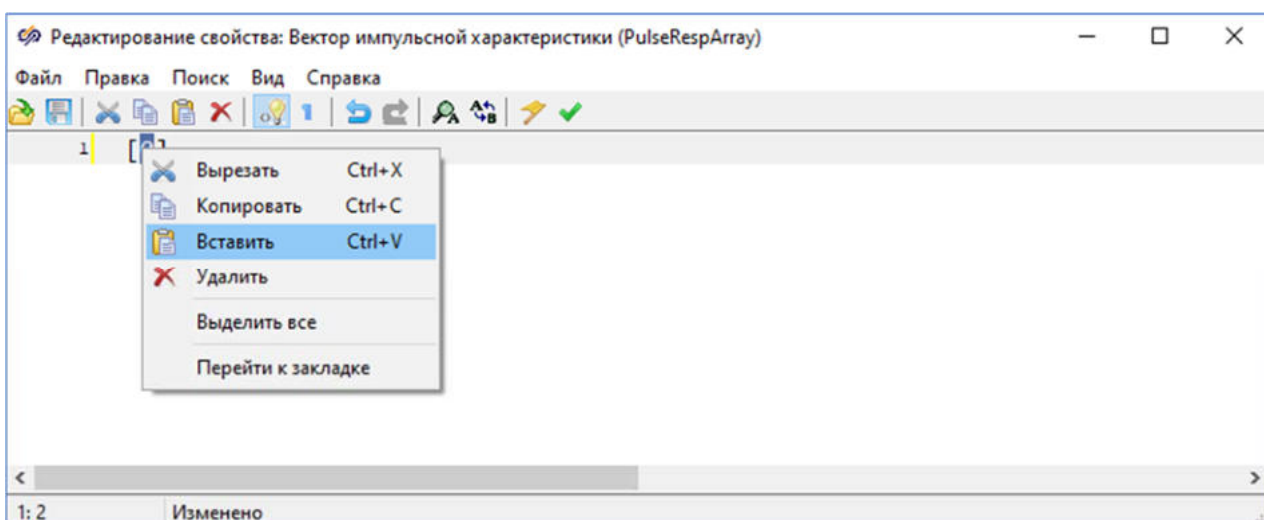 Редактирование свойства: Вектор импульсной характеристики (PulseRespArray)
Файл Правка Поиск Вид Справка
1 [
Вырезать Ctrl+X
Копировать Ctrl+C
Вставить Ctrl+V
Удалить
Выделить все
Перейти к закладке
1: 2 Изменено